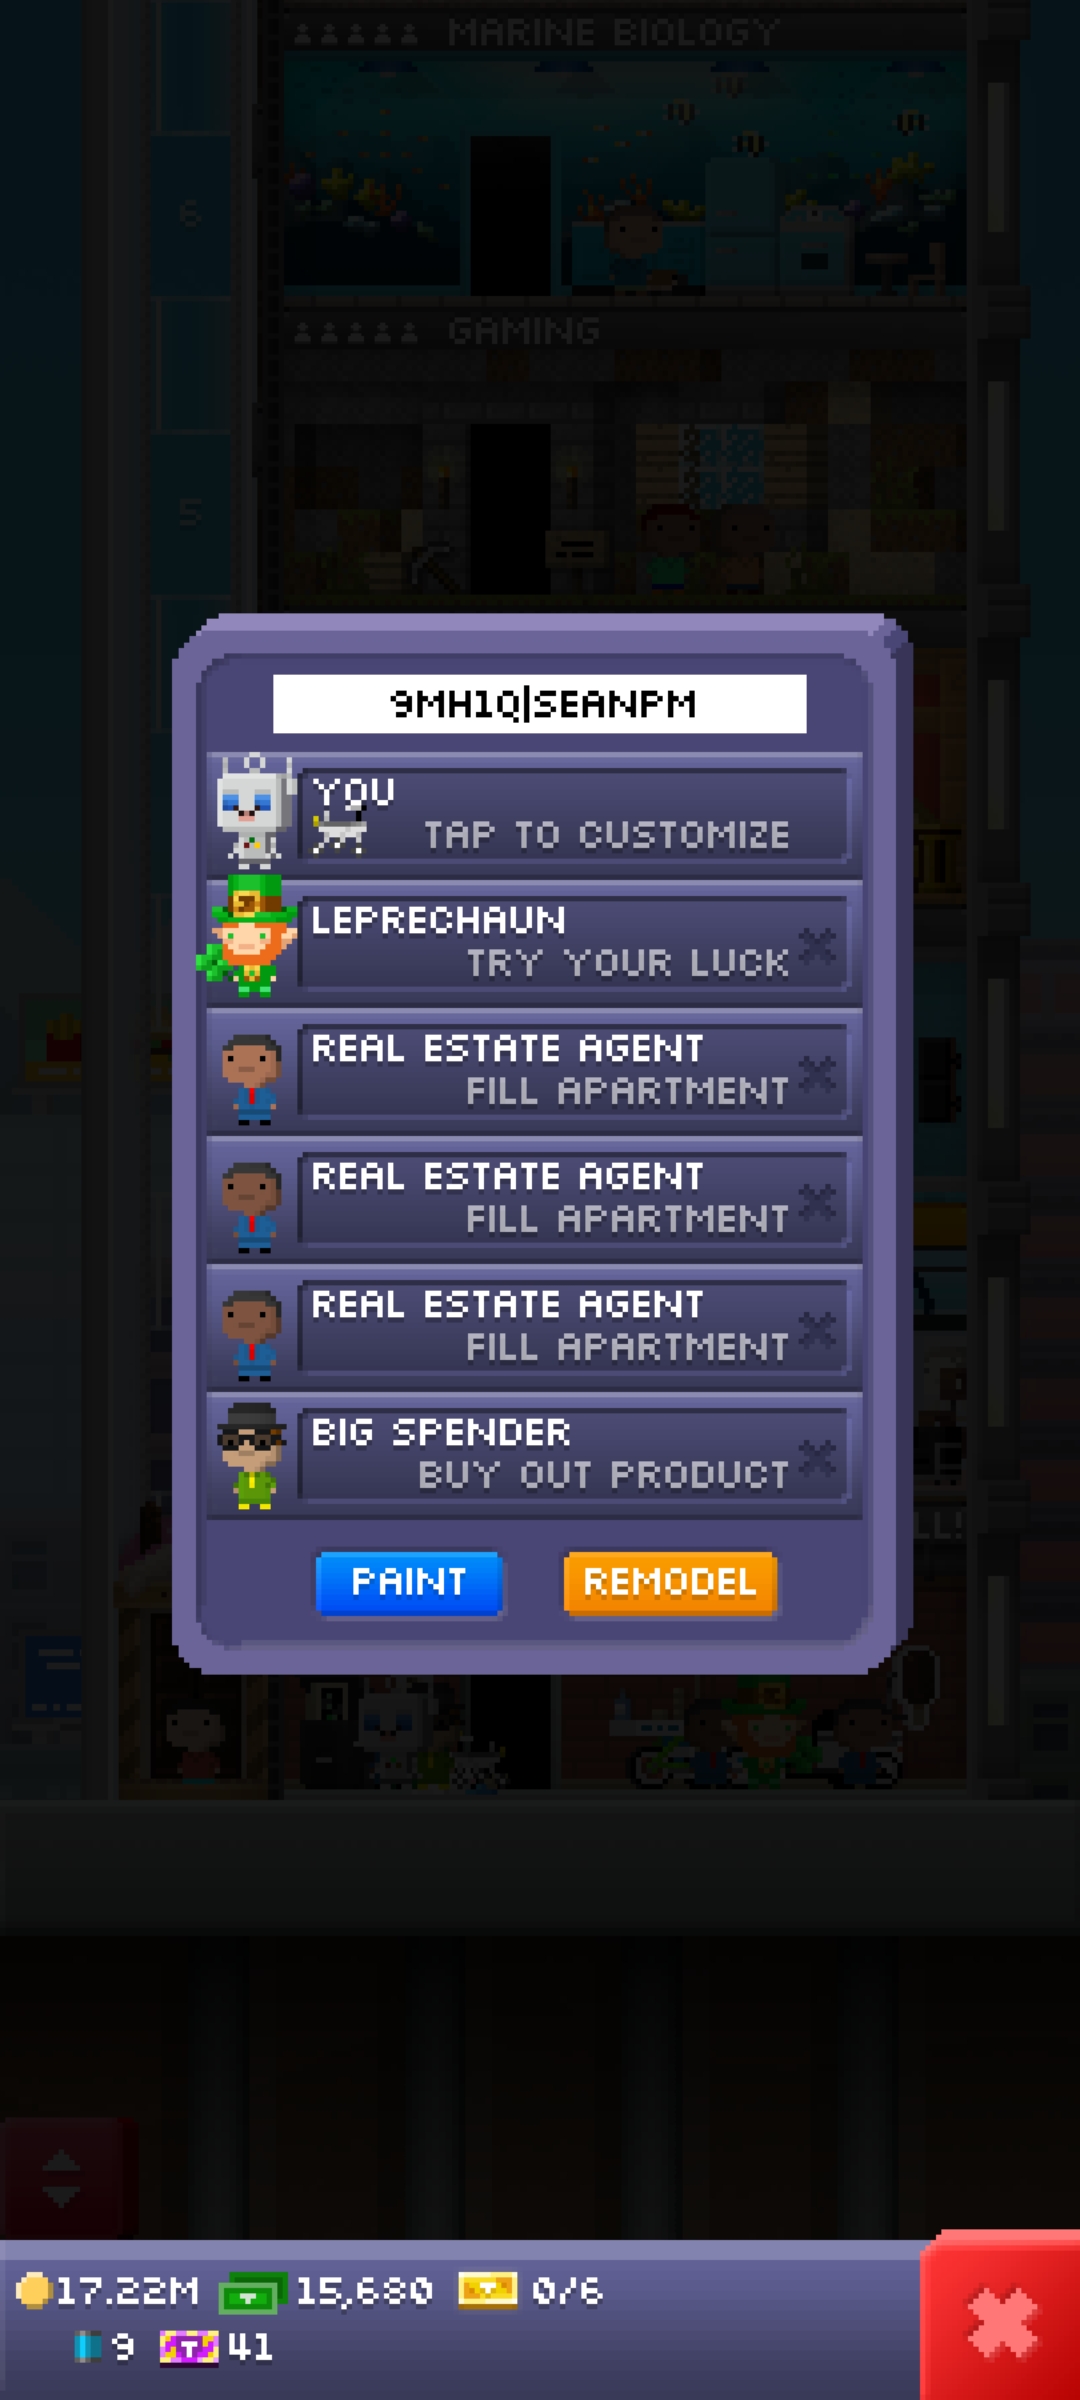 MARINE BIOLOGY
6
GAMING
5
9MH1Q|SEANPM
YOU
TAP TO CUSTOMIZE
LEPRECHAUN
TRY YOUR LUCK
REAL ESTATE AGENT
FILL APARTMENT
REAL ESTATE AGENT
FILL APARTMENT
REAL ESTATE AGENT
FILL APARTMENT
BIG SPENDER
BUY OUT PRODUCT
PAINT
REMODEL
17.22M
15,680
0/6
9
41